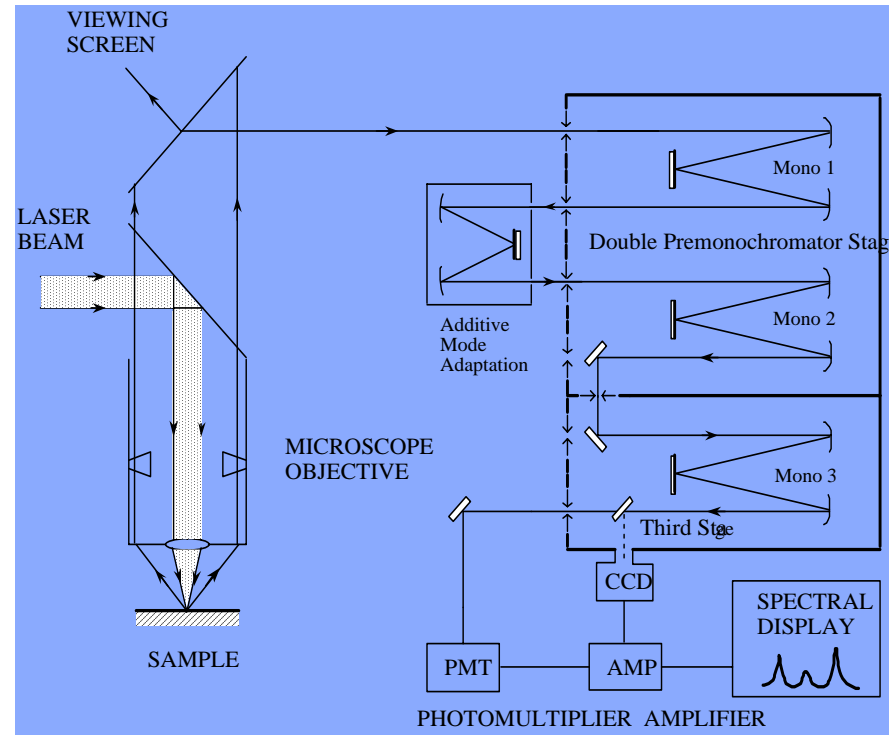 VIEWING
SCREEN
Mono 1
LASER
BEAM
Double Premonochromator Stag
Mono 2
Additive
Mode
Adaptation
MICROSCOPE
OBJECTIVE
Mono 3
Third Stage
CCD
SPECTRAL
DISPLAY
SAMPLE
PMT
AMP
PHOTOMULTIPLIER AMPLIFIER